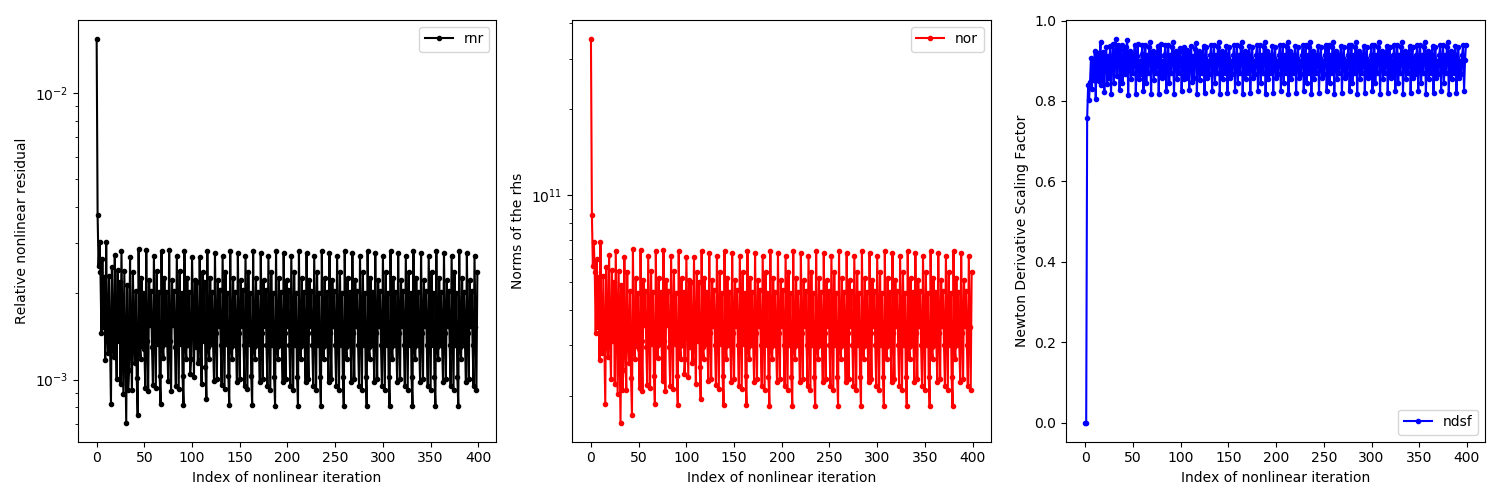 Relative nonlinear residual
10⁻²
10⁻³
0 50 100 150 200 250 300 350 400
Index of nonlinear iteration
rnr
Norms of the rhs
10¹¹
0 50 100 150 200 250 300 350 400
Index of nonlinear iteration
nor
Newton Derivative Scaling Factor
1.0
0.8
0.6
0.4
0.2
0.0
0 50 100 150 200 250 300 350 400
Index of nonlinear iteration
ndsf